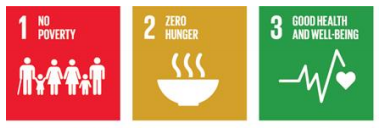 1 NO
POVERTY
2 ZERO
HUNGER
3 GOOD HEALTH
AND WELL-BEING